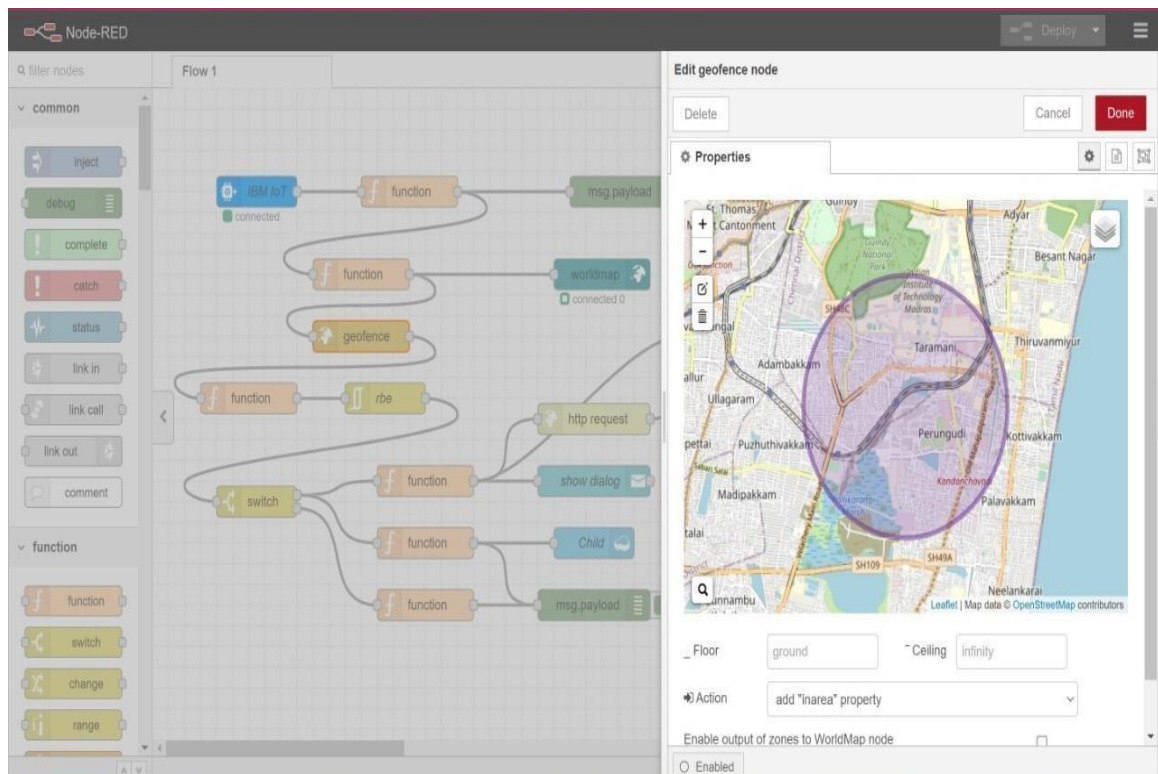 Node-RED
Deploy
filter nodes
Flow 1
common
inject
debug
complete
catch
status
link in
link call
link out
comment
function
function
switch
change
range
IBM IoT
connected
function
msg.payload
function
worldmap
connected 0
geofence
function
rbe
http request
switch
function
show dialog
function
Child
function
msg.payload
Edit geofence node
Delete
Cancel
Done
Properties
St. Thomas
Cantonment
Guindy
Adyar
Guindy
National
Park
Besant Nagar
Indian
Institute
of Technology
Madras
SH48C
Taramani
Thiruvanmiyur
Adambakkam
Ullagaram
Perungudi
Kottivakkam
Puzhuthivakkam
Kandanchavadi
Madipakkam
Palavakkam
SH49A
SH109
Neelankarai
Leaflet | Map data © OpenStreetMap contributors
Floor
ground
Ceiling
infinity
Action
add "inarea" property
Enable output of zones to WorldMap node
Enabled